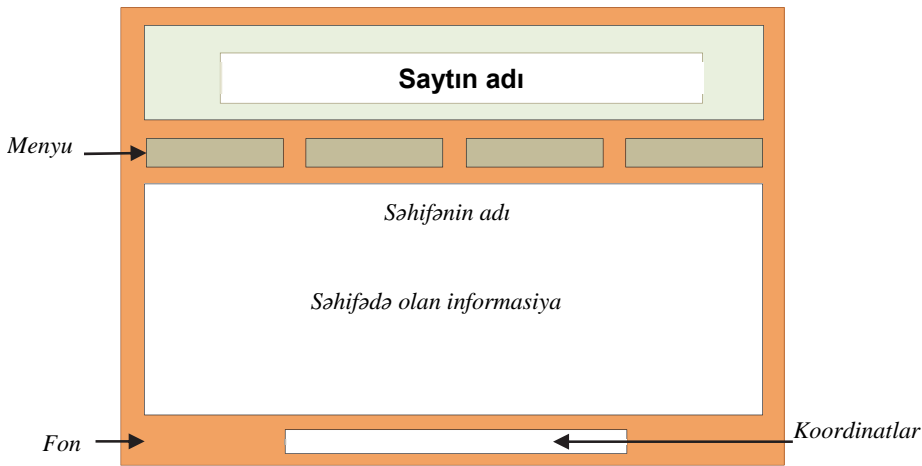 Saytın adı
Menyu
Səhifənin adı
Səhifədə olan informasiya
Fon
Koordinatlar